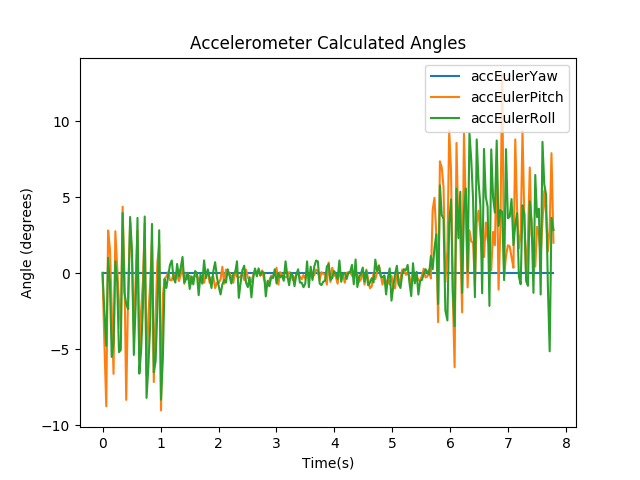 Accelerometer Calculated Angles
accEulerYaw
accEulerPitch
accEulerRoll
Angle (degrees)
10
5
0
−5
−10
0 1 2 3 4 5 6 7 8
Time(s)